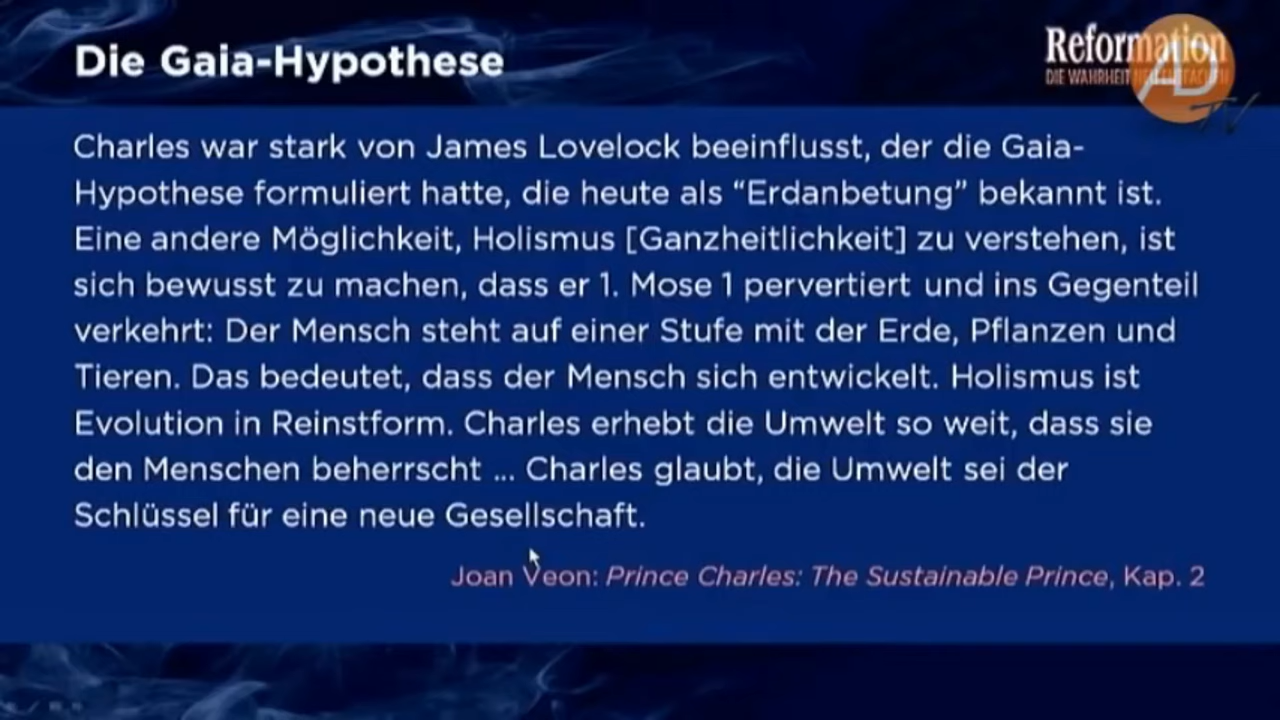 Die Gaia-Hypothese
Reformation
DIE WAHRHEIT
AD
TV
Charles war stark von James Lovelock beeinflusst, der die Gaia-
Hypothese formuliert hatte, die heute als “Erdanbetung” bekannt ist.
Eine andere Möglichkeit, Holismus [Ganzheitlichkeit] zu verstehen, ist
sich bewusst zu machen, dass er 1. Mose 1 pervertiert und ins Gegenteil
verkehrt: Der Mensch steht auf einer Stufe mit der Erde, Pflanzen und
Tieren. Das bedeutet, dass der Mensch sich entwickelt. Holismus ist
Evolution in Reinstform. Charles erhebt die Umwelt so weit, dass sie
den Menschen beherrscht ... Charles glaubt, die Umwelt sei der
Schlüssel für eine neue Gesellschaft.
Joan Veon: Prince Charles: The Sustainable Prince, Kap. 2